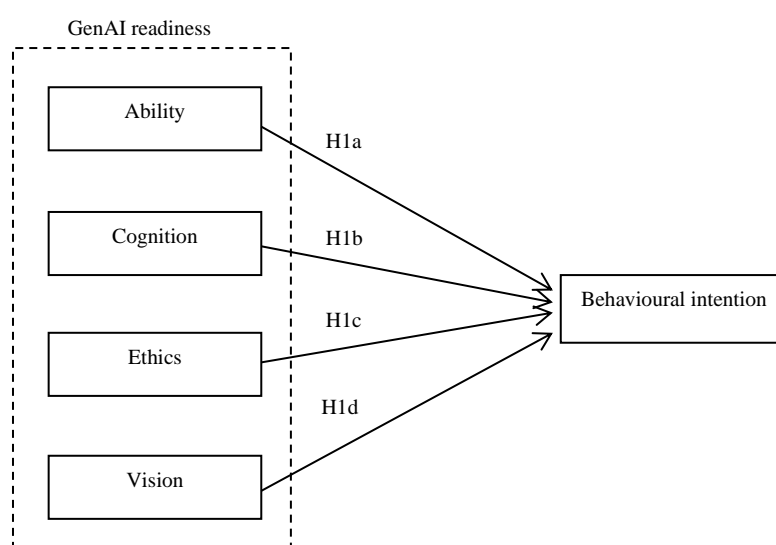 GenAI readiness
Ability
H1a
Cognition
H1b
Behavioural intention
H1c
Ethics
H1d
Vision